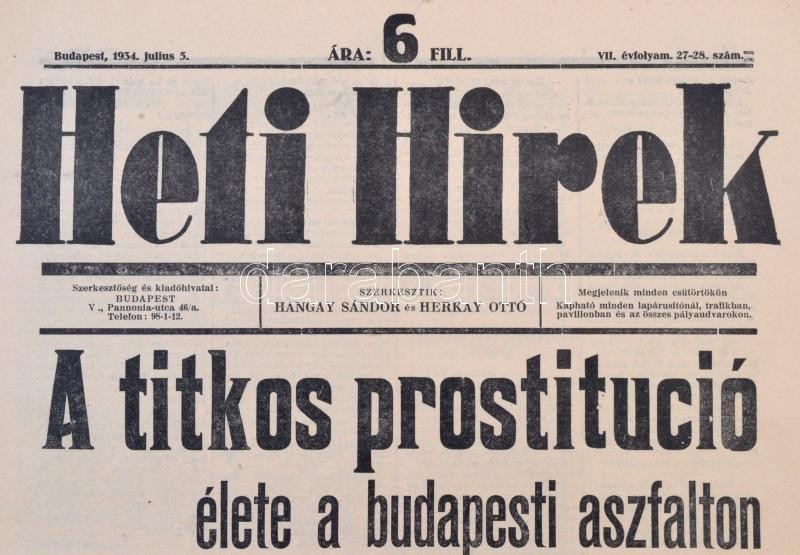 Budapest, 1934. julius 5.
ÁRA: 6 FILL.
VII. évfolyam. 27-28. szám.
Heti Hirek
Szerkesztőség és kiadóhivatal:
BUDAPEST
V., Pannonia-utca 46/a.
Telefon: 98-1-12.
SZERKESZTIK:
HANGAY SÁNDOR és HERKAY OTTÓ
Megjelenik minden csütörtökön
Kapható minden lapárusitónál, trafikban,
pavillonban és az összes pályaudvarokon.
darabanth
A titkos prostitució
élete a budapesti aszfalton